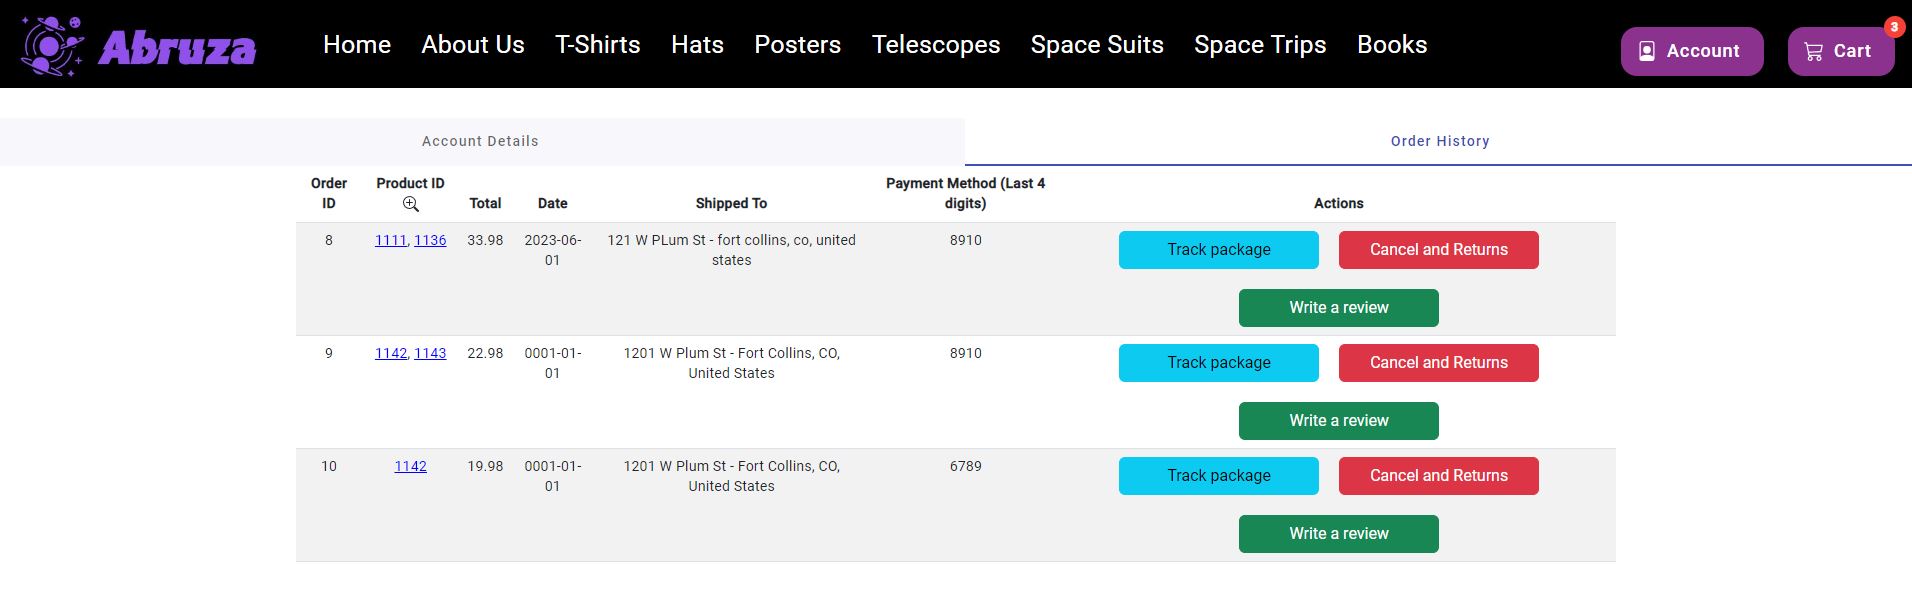 Abruza Home About Us T-Shirts Hats Posters Telescopes Space Suits Space Trips Books Account Cart 3
Account Details Order History
Order ID Product ID Total Date Shipped To Payment Method (Last 4 digits) Actions
8 1111, 1136 33.98 2023-06-01 121 W PLum St - fort collins, co, united states 8910 Track package Cancel and Returns
Write a review
9 1142, 1143 22.98 0001-01-01 1201 W Plum St - Fort Collins, CO, United States 8910 Track package Cancel and Returns
Write a review
10 1142 19.98 0001-01-01 1201 W Plum St - Fort Collins, CO, United States 6789 Track package Cancel and Returns
Write a review